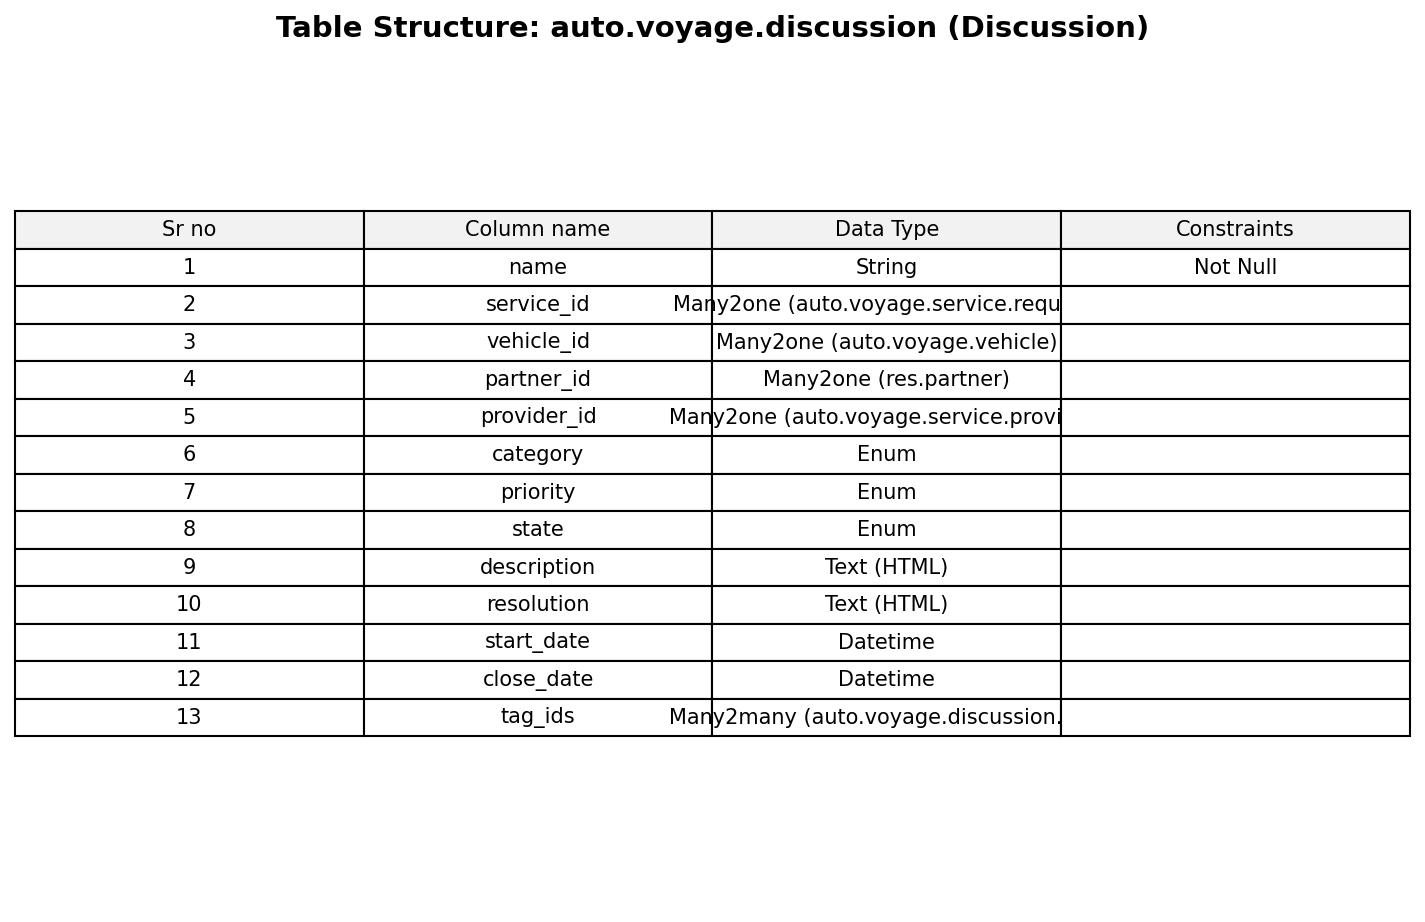 Table Structure: auto.voyage.discussion (Discussion)
Sr no Column name Data Type Constraints
1 name String Not Null
2 service_id Many2one (auto.voyage.service.requ
3 vehicle_id Many2one (auto.voyage.vehicle)
4 partner_id Many2one (res.partner)
5 provider_id Many2one (auto.voyage.service.provi
6 category Enum
7 priority Enum
8 state Enum
9 description Text (HTML)
10 resolution Text (HTML)
11 start_date Datetime
12 close_date Datetime
13 tag_ids Many2many (auto.voyage.discussion.